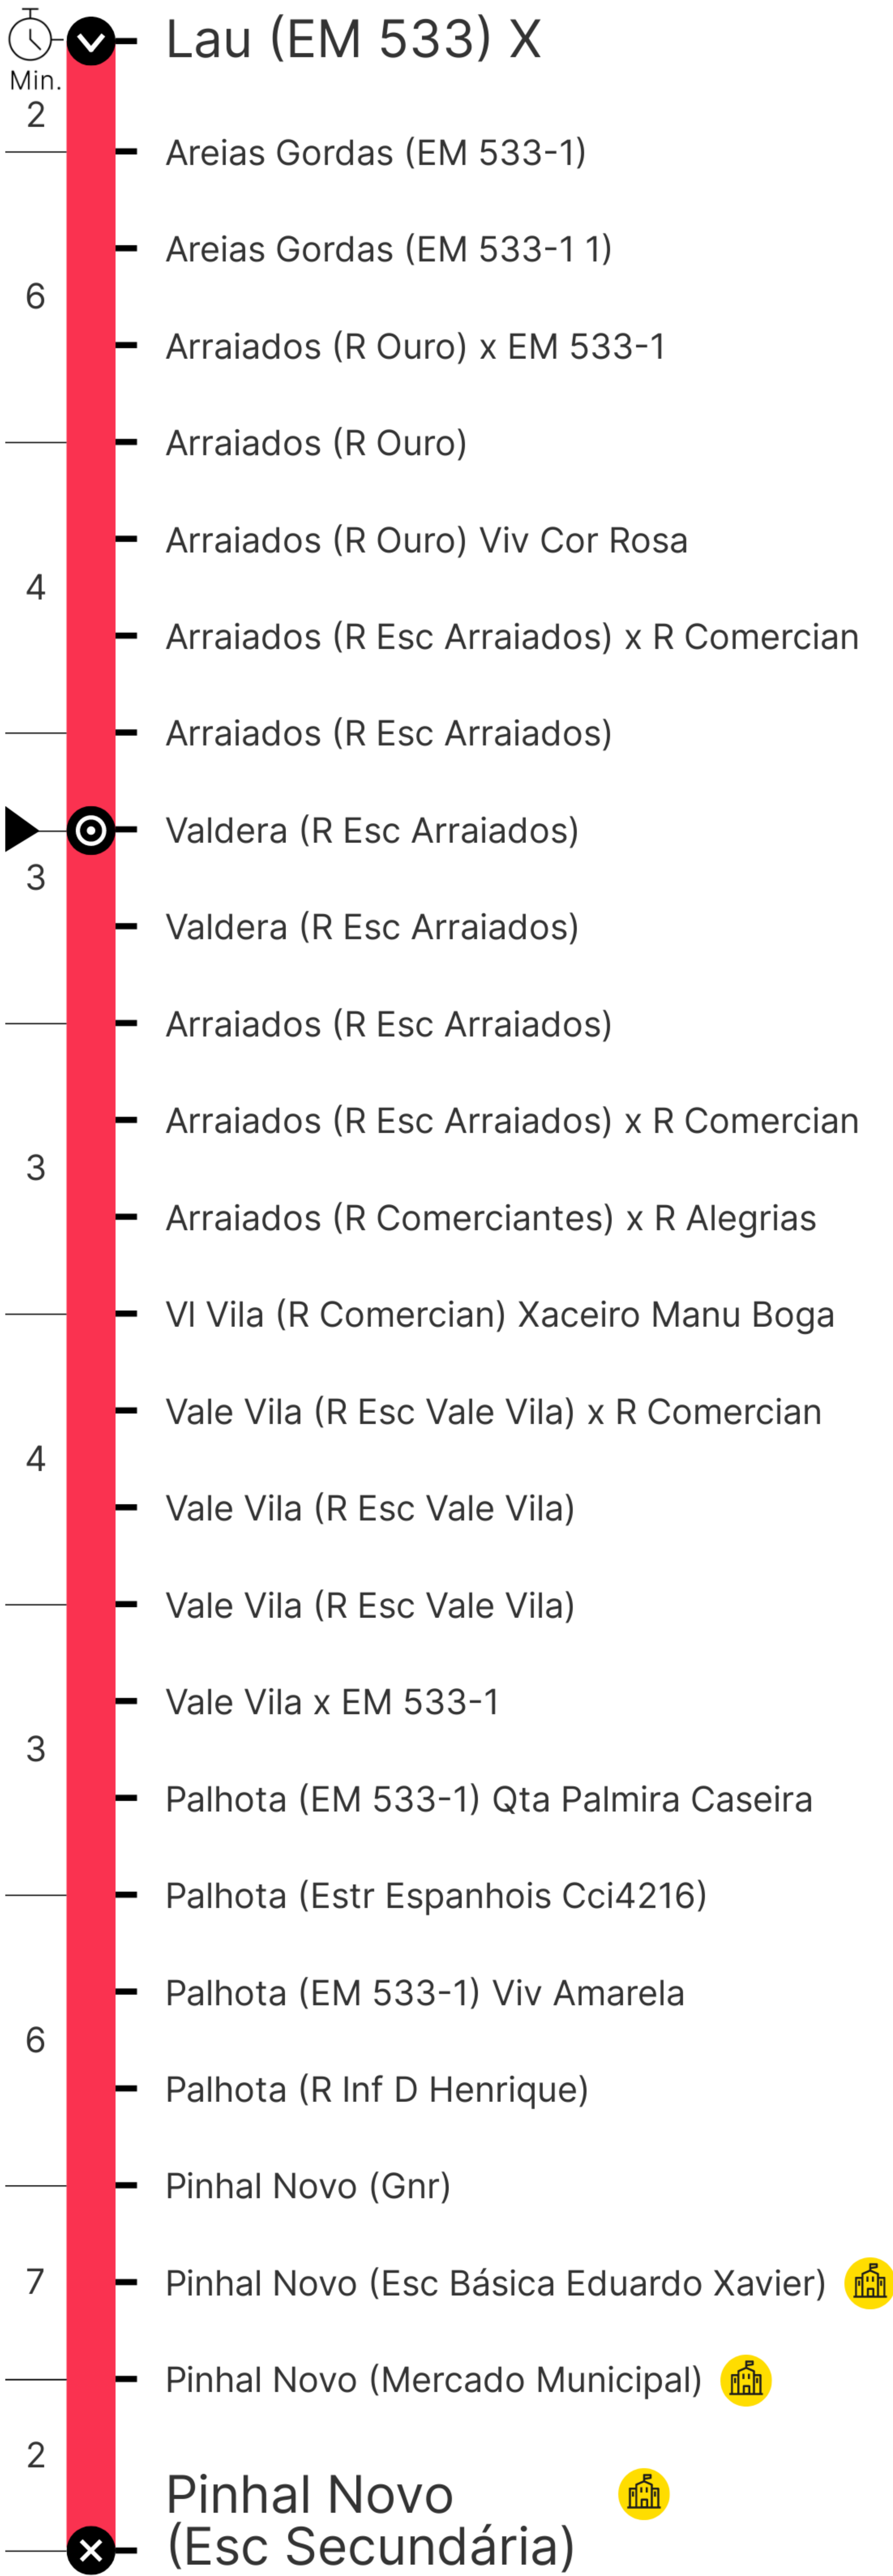 Lau (EM 533) X
Min.
2
Areias Gordas (EM 533-1)
Areias Gordas (EM 533-1 1)
6
Arraiados (R Ouro) x EM 533-1
Arraiados (R Ouro)
Arraiados (R Ouro) Viv Cor Rosa
4
Arraiados (R Esc Arraiados) x R Comercian
Arraiados (R Esc Arraiados)
Valdera (R Esc Arraiados)
3
Valdera (R Esc Arraiados)
Arraiados (R Esc Arraiados)
Arraiados (R Esc Arraiados) x R Comercian
3
Arraiados (R Comerciantes) x R Alegrias
Vl Vila (R Comercian) Xaceiro Manu Boga
Vale Vila (R Esc Vale Vila) x R Comercian
4
Vale Vila (R Esc Vale Vila)
Vale Vila (R Esc Vale Vila)
Vale Vila x EM 533-1
3
Palhota (EM 533-1) Qta Palmira Caseira
Palhota (Estr Espanhois Cci4216)
Palhota (EM 533-1) Viv Amarela
6
Palhota (R Inf D Henrique)
Pinhal Novo (Gnr)
7
Pinhal Novo (Esc Básica Eduardo Xavier)
Pinhal Novo (Mercado Municipal)
2
Pinhal Novo
(Esc Secundária)